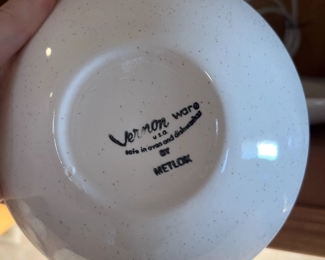 Vernon ware
U.S.A.
safe in oven and dishwasher
BY
METLOX